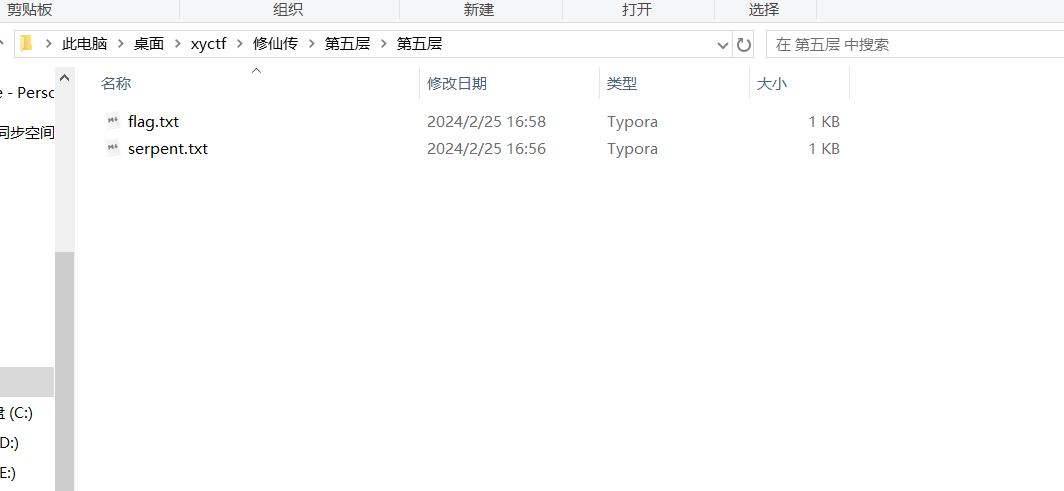 剪贴板 组织 新建 打开 选择
此电脑 桌面 xyctf 修仙传 第五层 第五层 在 第五层 中搜索
名称 修改日期 类型 大小
e - Persc
flag.txt 2024/2/25 16:58 Typora 1 KB
同步空间
serpent.txt 2024/2/25 16:56 Typora 1 KB
(C:)
D:)
E:)